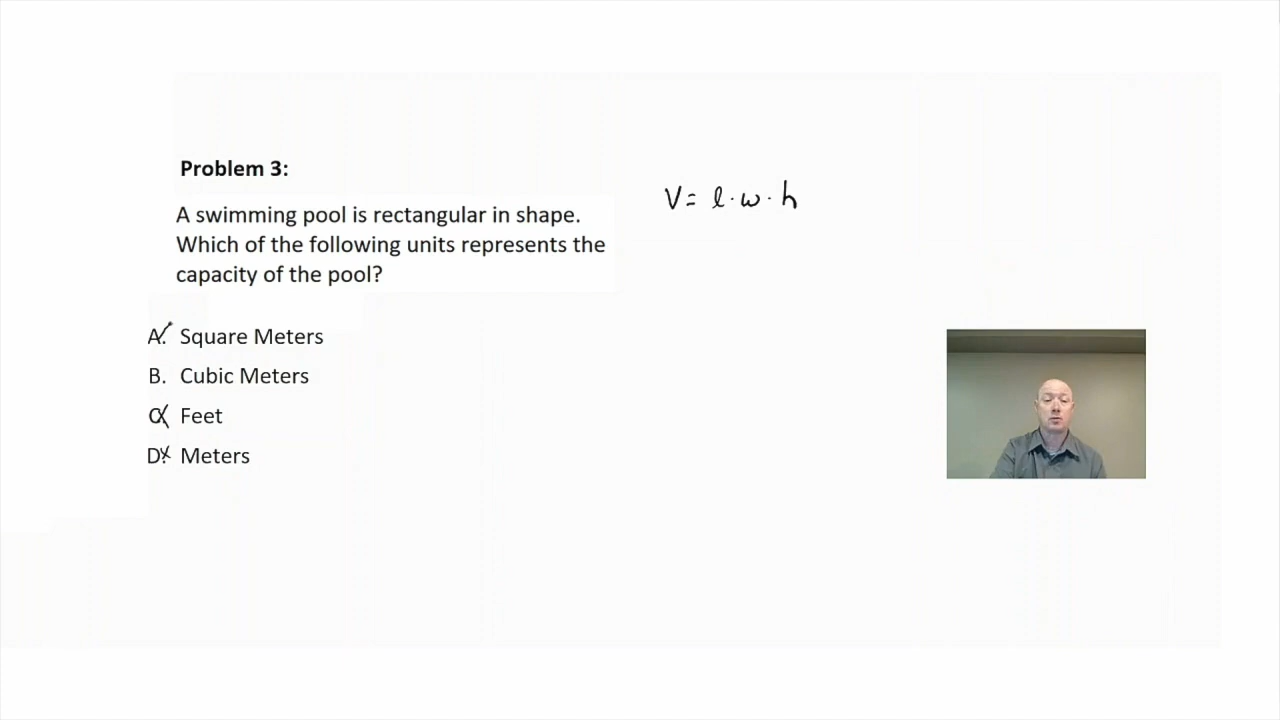 Problem 3:
A swimming pool is rectangular in shape.
Which of the following units represents the
capacity of the pool?
V = l · w · h
A. Square Meters
B. Cubic Meters
C. Feet
D. Meters